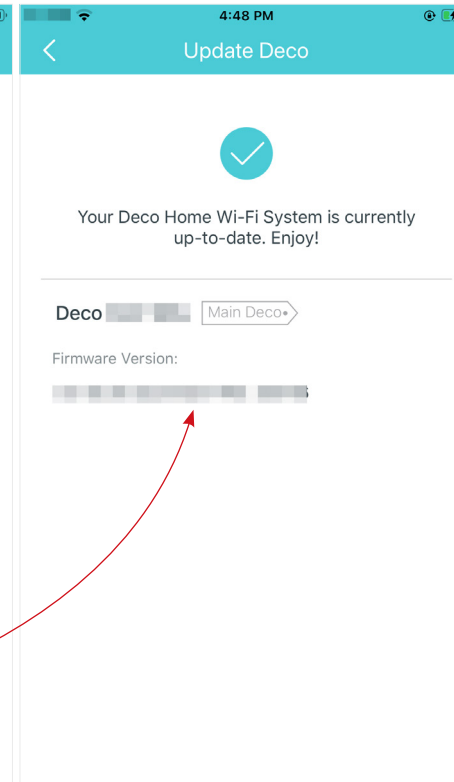 4:48 PM
Update Deco
Your Deco Home Wi-Fi System is currently
up-to-date. Enjoy!
Deco
Main Deco
Firmware Version: